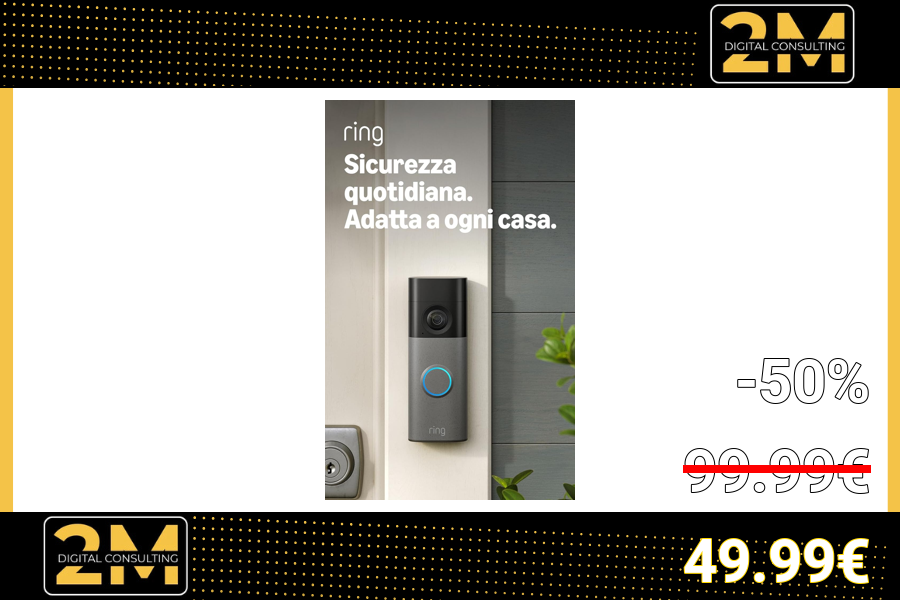 2M
DIGITAL CONSULTING
ring
Sicurezza
quotidiana.
Adatta a ogni casa.
ring
-50%
99.99€
2M
DIGITAL CONSULTING
49.99€